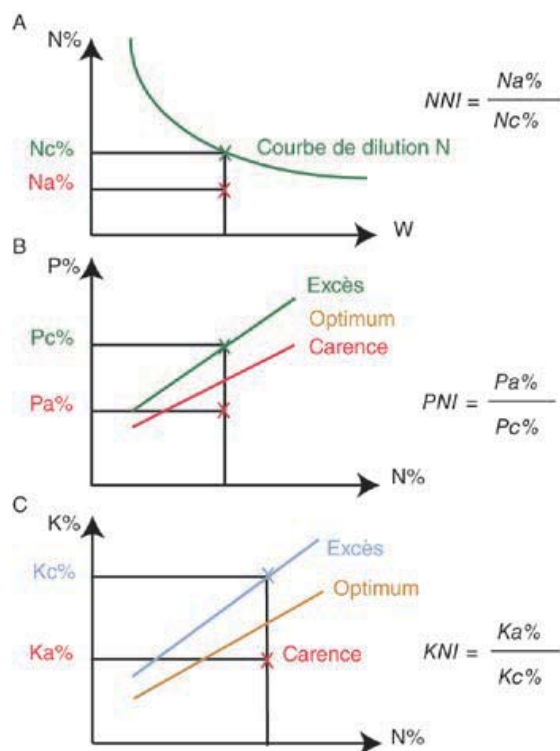 A
N%
NNI = Na% / Nc%
Nc%
Courbe de dilution N
Na%
W
B
P%
Excès
Optimum
Pc%
Carence
Pa%
PNI = Pa% / Pc%
N%
C
K%
Excès
Kc%
Optimum
Ka%
Carence
KNI = Ka% / Kc%
N%